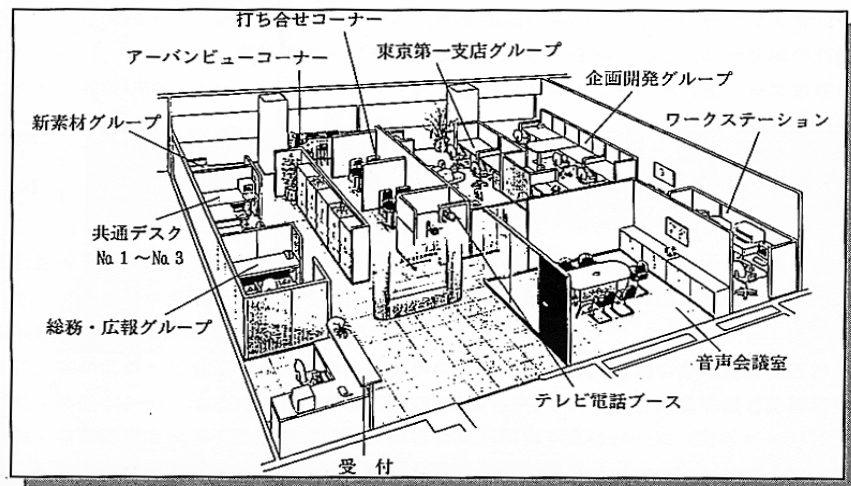 打ち合せコーナー
アーバンビューコーナー
東京第一支店グループ
企画開発グループ
新素材グループ
ワークステーション
共通デスク
№1～№3
総務・広報グループ
音声会議室
テレビ電話ブース
受 付